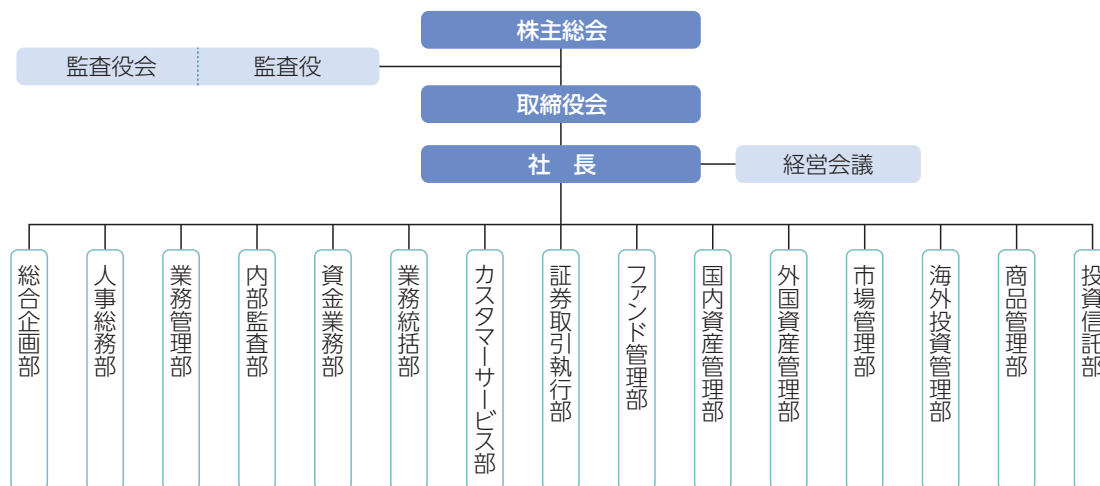 株主総会
監査役会
監査役
取締役会
社 長
経営会議
総合企画部
人事総務部
業務管理部
内部監査部
資金業務部
業務統括部
カスタマーサービス部
証券取引執行部
ファンド管理部
国内資産管理部
外国資産管理部
市場管理部
海外投資管理部
商品管理部
投資信託部